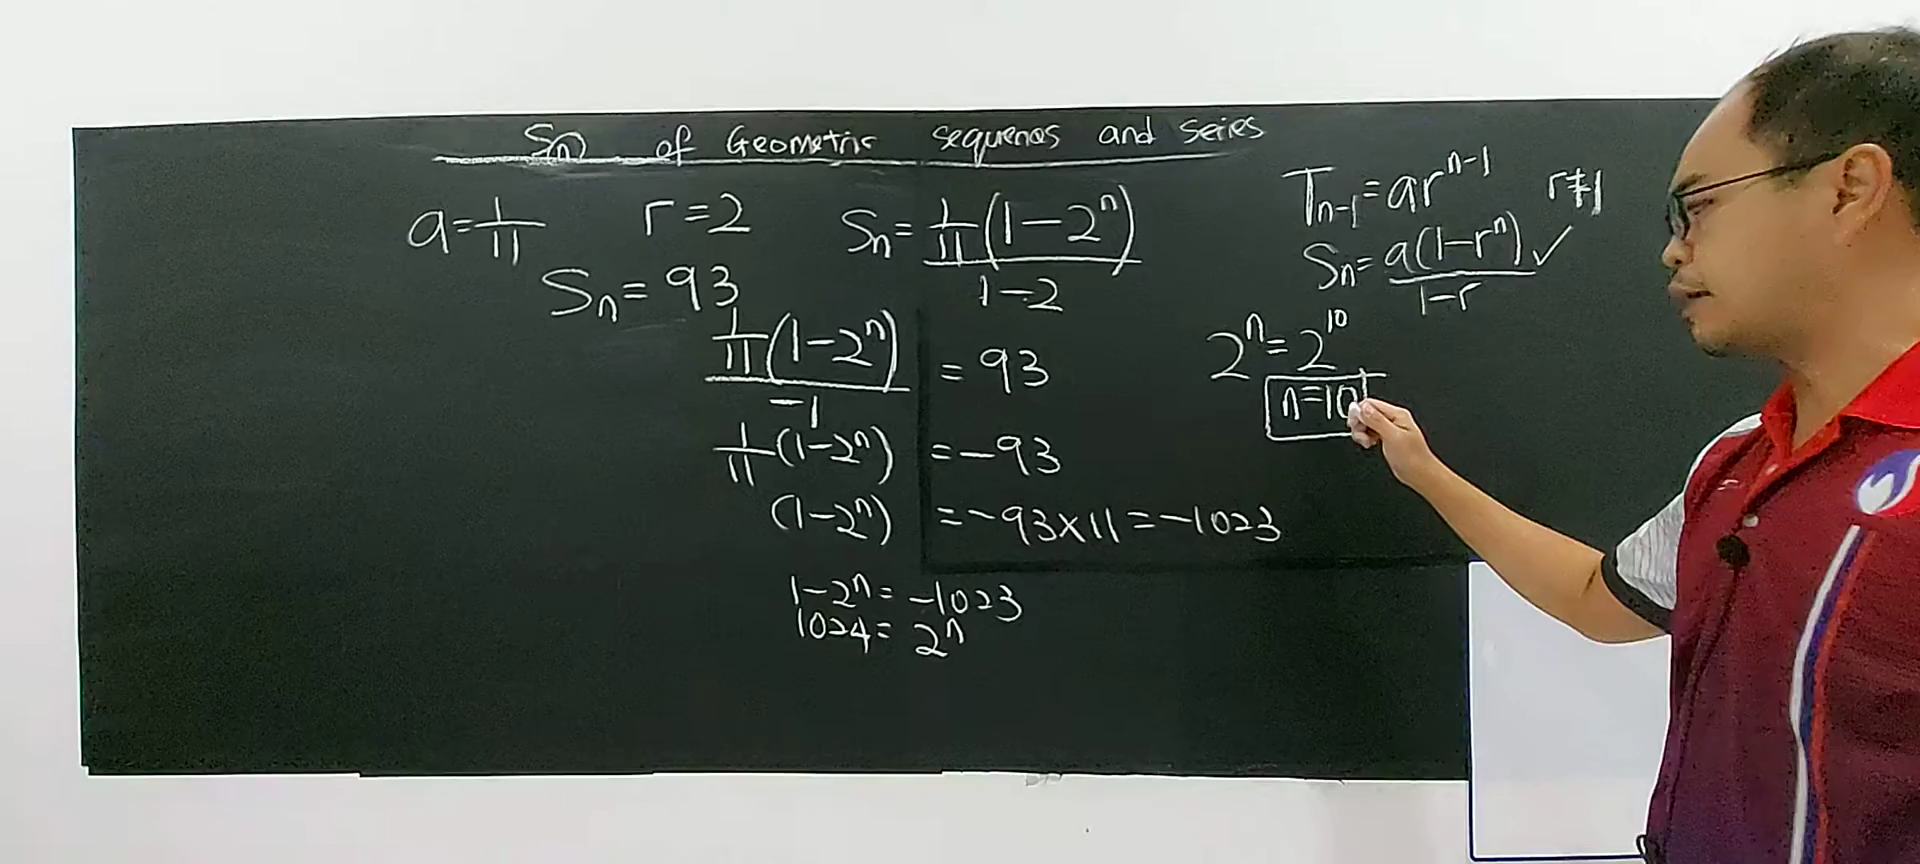 Sn of Geometric sequences and series
a = 1/11 r = 2
Sn = 93
Sn = 1/11 (1 - 2^n) / 1 - 2
1/11 (1 - 2^n) / -1 = 93
1/11 (1 - 2^n) = -93
(1 - 2^n) = -93 × 11 = -1023
1 - 2^n = -1023
1024 = 2^n
T n-1 = ar^n-1 r ≠ 1
Sn = a(1 - r^n) / 1 - r ✓
2^n = 2^10
n = 10